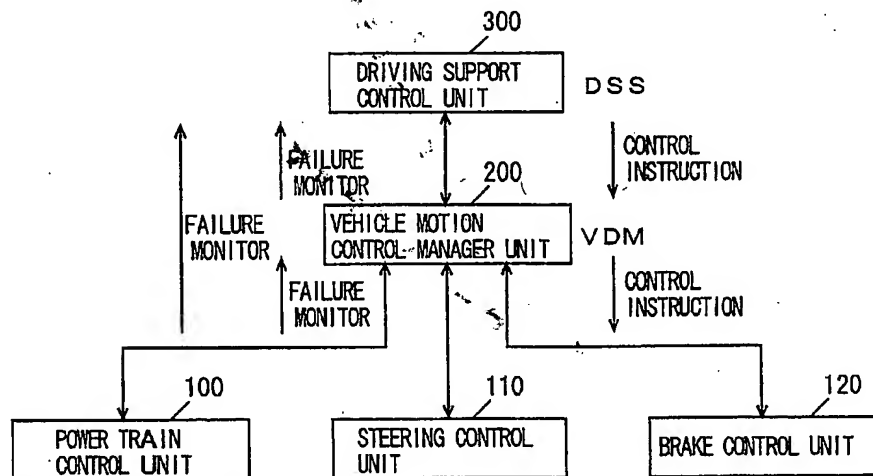 300
DRIVING SUPPORT
CONTROL UNIT
DSS
FAILURE
MONITOR
CONTROL
INSTRUCTION
200
VEHICLE MOTION
CONTROL MANAGER UNIT
VDM
FAILURE
MONITOR
FAILURE
MONITOR
CONTROL
INSTRUCTION
100
POWER TRAIN
CONTROL UNIT
110
STEERING CONTROL
UNIT
120
BRAKE CONTROL UNIT